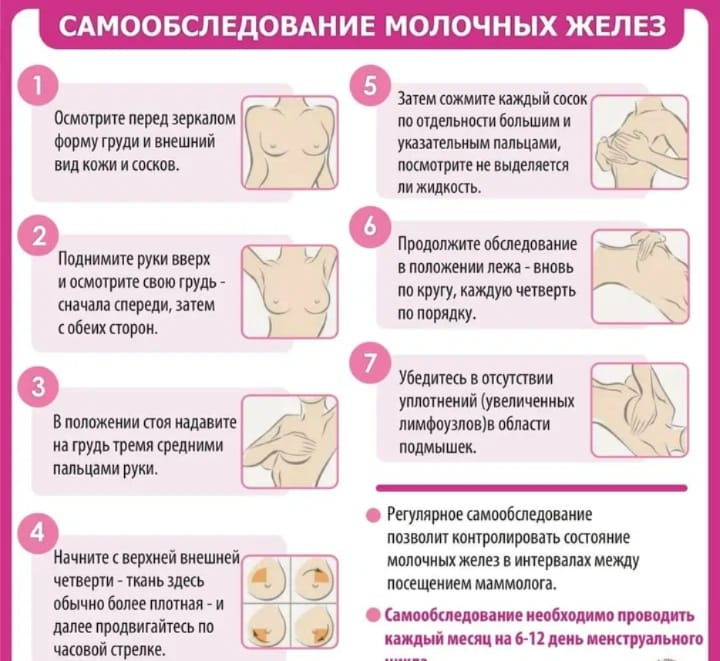 САМООБСЛЕДОВАНИЕ МОЛОЧНЫХ ЖЕЛЕЗ
1
Осмотрите перед зеркалом
форму груди и внешний
вид кожи и сосков.
2
Поднимите руки вверх
и осмотрите свою грудь -
сначала спереди, затем
с обеих сторон.
3
В положении стоя надавите
на грудь тремя средними
пальцами руки.
4
Начните с верхней внешней
четверти - ткань здесь
обычно более плотная - и
далее продвигайтесь по
часовой стрелке.
5
Затем сожмите каждый сосок
по отдельности большим и
указательным пальцами,
посмотрите не выделяется
ли жидкость.
6
Продолжите обследование
в положении лежа - вновь
по кругу, каждую четверть
по порядку.
7
Убедитесь в отсутствии
уплотнений (увеличенных
лимфоузлов)в области
подмышек.
Регулярное самообследование
позволит контролировать состояние
молочных желез в интервалах между
посещением маммолога.
Самообследование необходимо проводить
каждый месяц на 6-12 день менструального